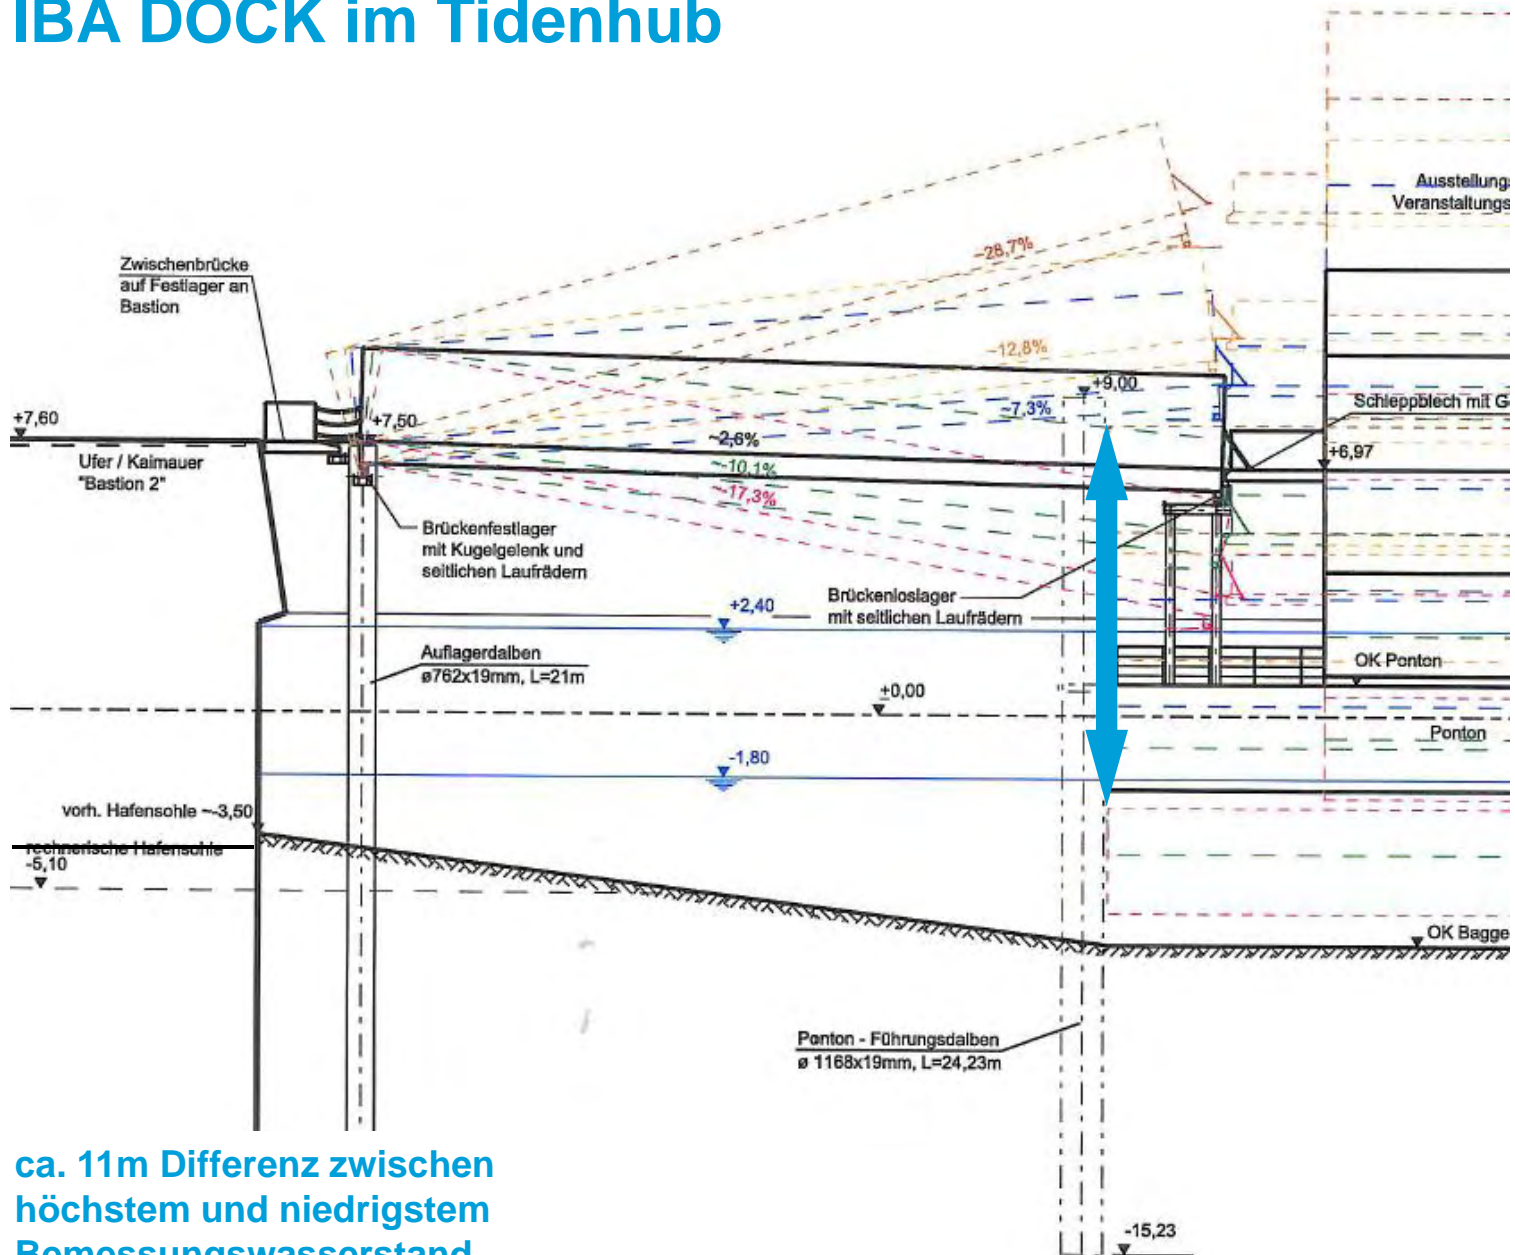 IBA DOCK im Tidenhub
Ausstellung
Veranstaltungs
~28,7%
Zwischenbrücke
auf Festlager an
Bastion
~12,8%
+9,00
~7,3%
Schleppblech mit G
+7,60
+7,50
~2,6%
+6,97
Ufer / Kaimauer
"Bastion 2"
~-10,1%
~-17,3%
Brückenfestlager
mit Kugelgelenk und
seitlichen Laufrädern
Brückenloslager
mit seitlichen Laufrädern
+2,40
Auflagerdalben
ø762x19mm, L=21m
OK Ponton
+0,00
Ponton
-1,80
vorh. Hafensohle ~-3,50
rechnerische Hafensohle
-5,10
OK Bagge
Ponton - Führungsdalben
ø 1168x19mm, L=24,23m
ca. 11m Differenz zwischen
höchstem und niedrigstem
Bemessungswasserstand
-15,23